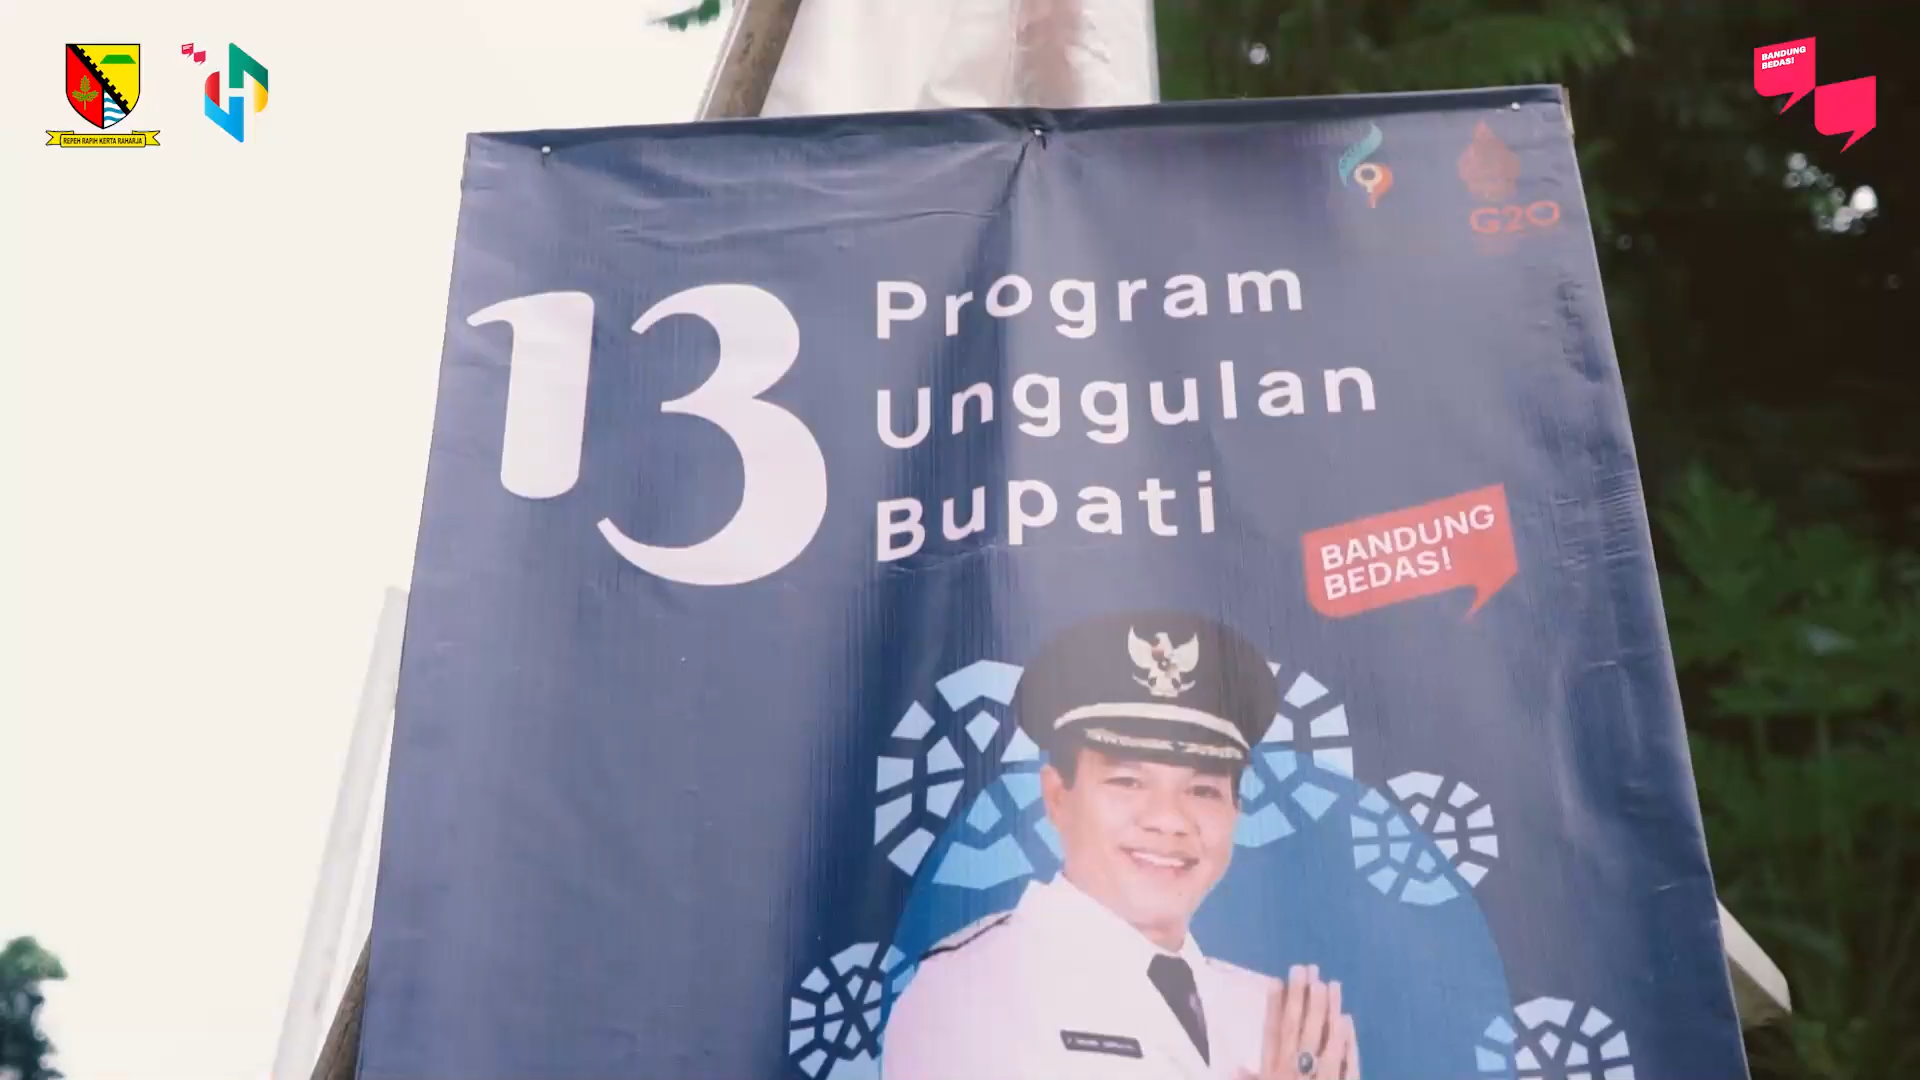 REPEH RAPIH KERTA RAHARJA
BANDUNG
BEDAS!
G20
13
Program
Unggulan
Bupati
BANDUNG
BEDAS!